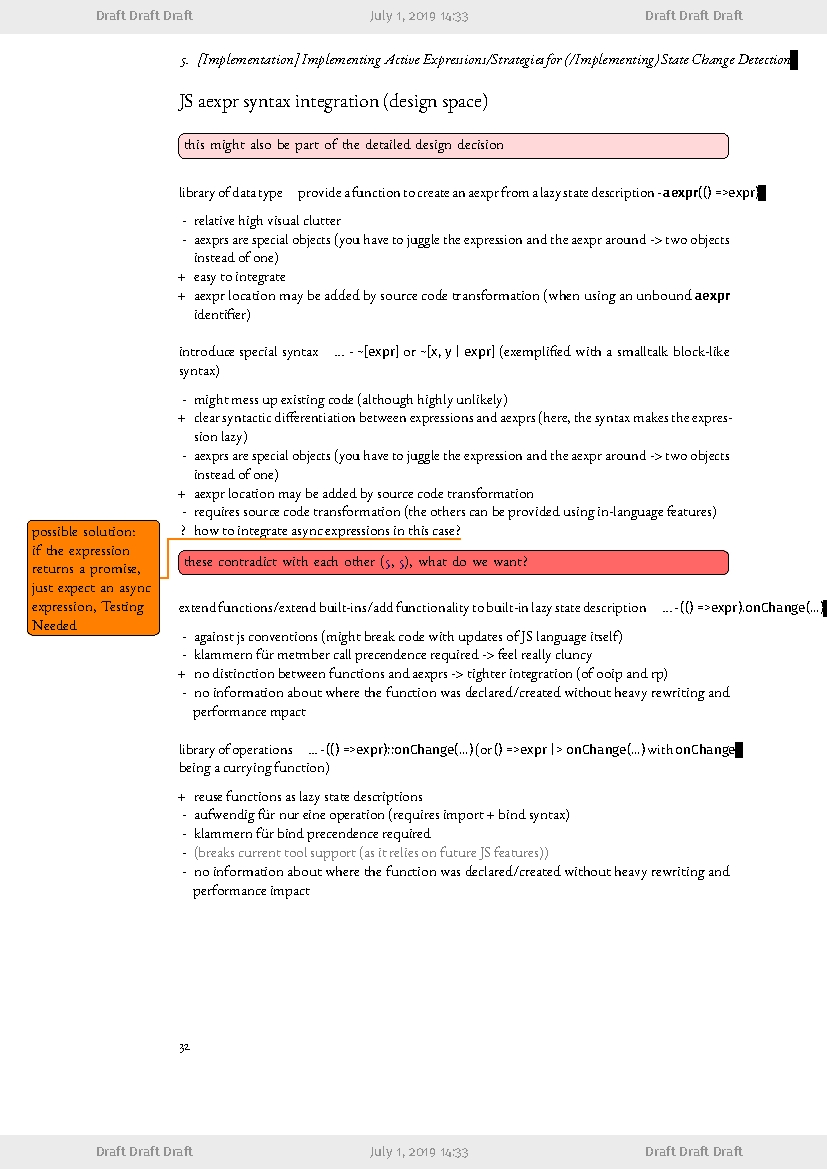 Draft Draft Draft July 1, 2019 14:33 Draft Draft Draft
5. [Implementation] Implementing Active Expressions/Strategies for (/Implementing) State Change Detection
JS aexpr syntax integration (design space)
this might also be part of the detailed design decision
library of data type provide a function to create an aexpr from a lazy state description - aexpr(() =>expr)
- relative high visual clutter
- aexprs are special objects (you have to juggle the expression and the aexpr around -> two objects
instead of one)
+ easy to integrate
+ aexpr location may be added by source code transformation (when using an unbound aexpr
identifier)
introduce special syntax ... - ~[expr] or ~[x, y | expr] (exemplified with a smalltalk block-like
syntax)
- might mess up existing code (although highly unlikely)
+ clear syntactic differentiation between expressions and aexprs (here, the syntax makes the expres-
sion lazy)
- aexprs are special objects (you have to juggle the expression and the aexpr around -> two objects
instead of one)
+ aexpr location may be added by source code transformation
- requires source code transformation (the others can be provided using in-language features)
? how to integrate async expressions in this case?
possible solution:
if the expression
returns a promise,
just expect an async
expression, Testing
Needed
these contradict with each other (5, 5), what do we want?
extend functions/extend built-ins/add functionality to built-in lazy state description ... - (() =>expr).onChange(...)
- against js conventions (might break code with updates of JS language itself)
- klammern für metmber call precendence required -> feel really cluncy
+ no distinction between functions and aexprs -> tighter integration (of ooip and rp)
- no information about where the function was declared/created without heavy rewriting and
performance mpact
library of operations ... - (() =>expr)::onChange(...) (or () =>expr |> onChange(...) with onChange
being a currying function)
+ reuse functions as lazy state descriptions
- aufwendig für nur eine operation (requires import + bind syntax)
- klammern für bind precendence required
- (breaks current tool support (as it relies on future JS features))
- no information about where the function was declared/created without heavy rewriting and
performance impact
32
Draft Draft Draft July 1, 2019 14:33 Draft Draft Draft